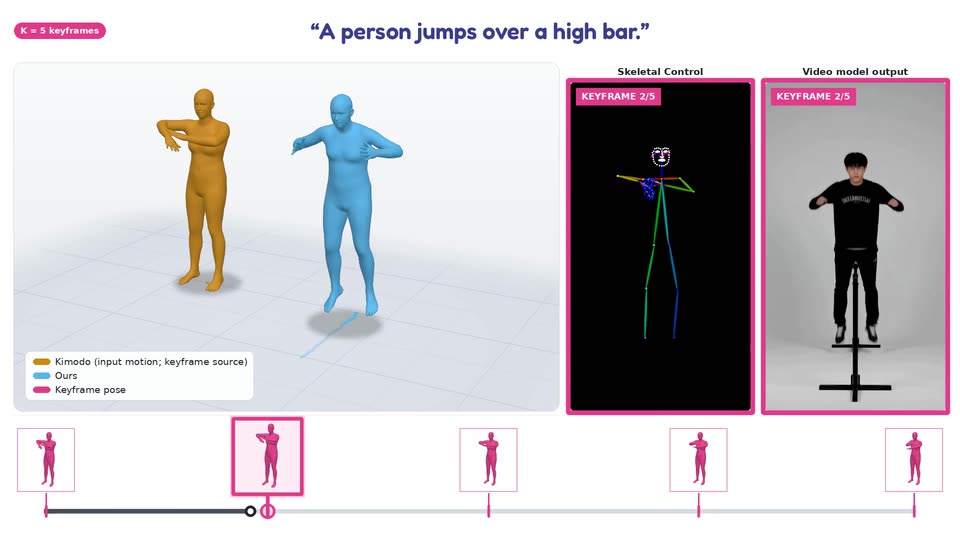 K = 5 keyframes
“A person jumps over a high bar.”
Skeletal Control
Video model output
KEYFRAME 2/5
KEYFRAME 2/5
Kimodo (input motion; keyframe source)
Ours
Keyframe pose